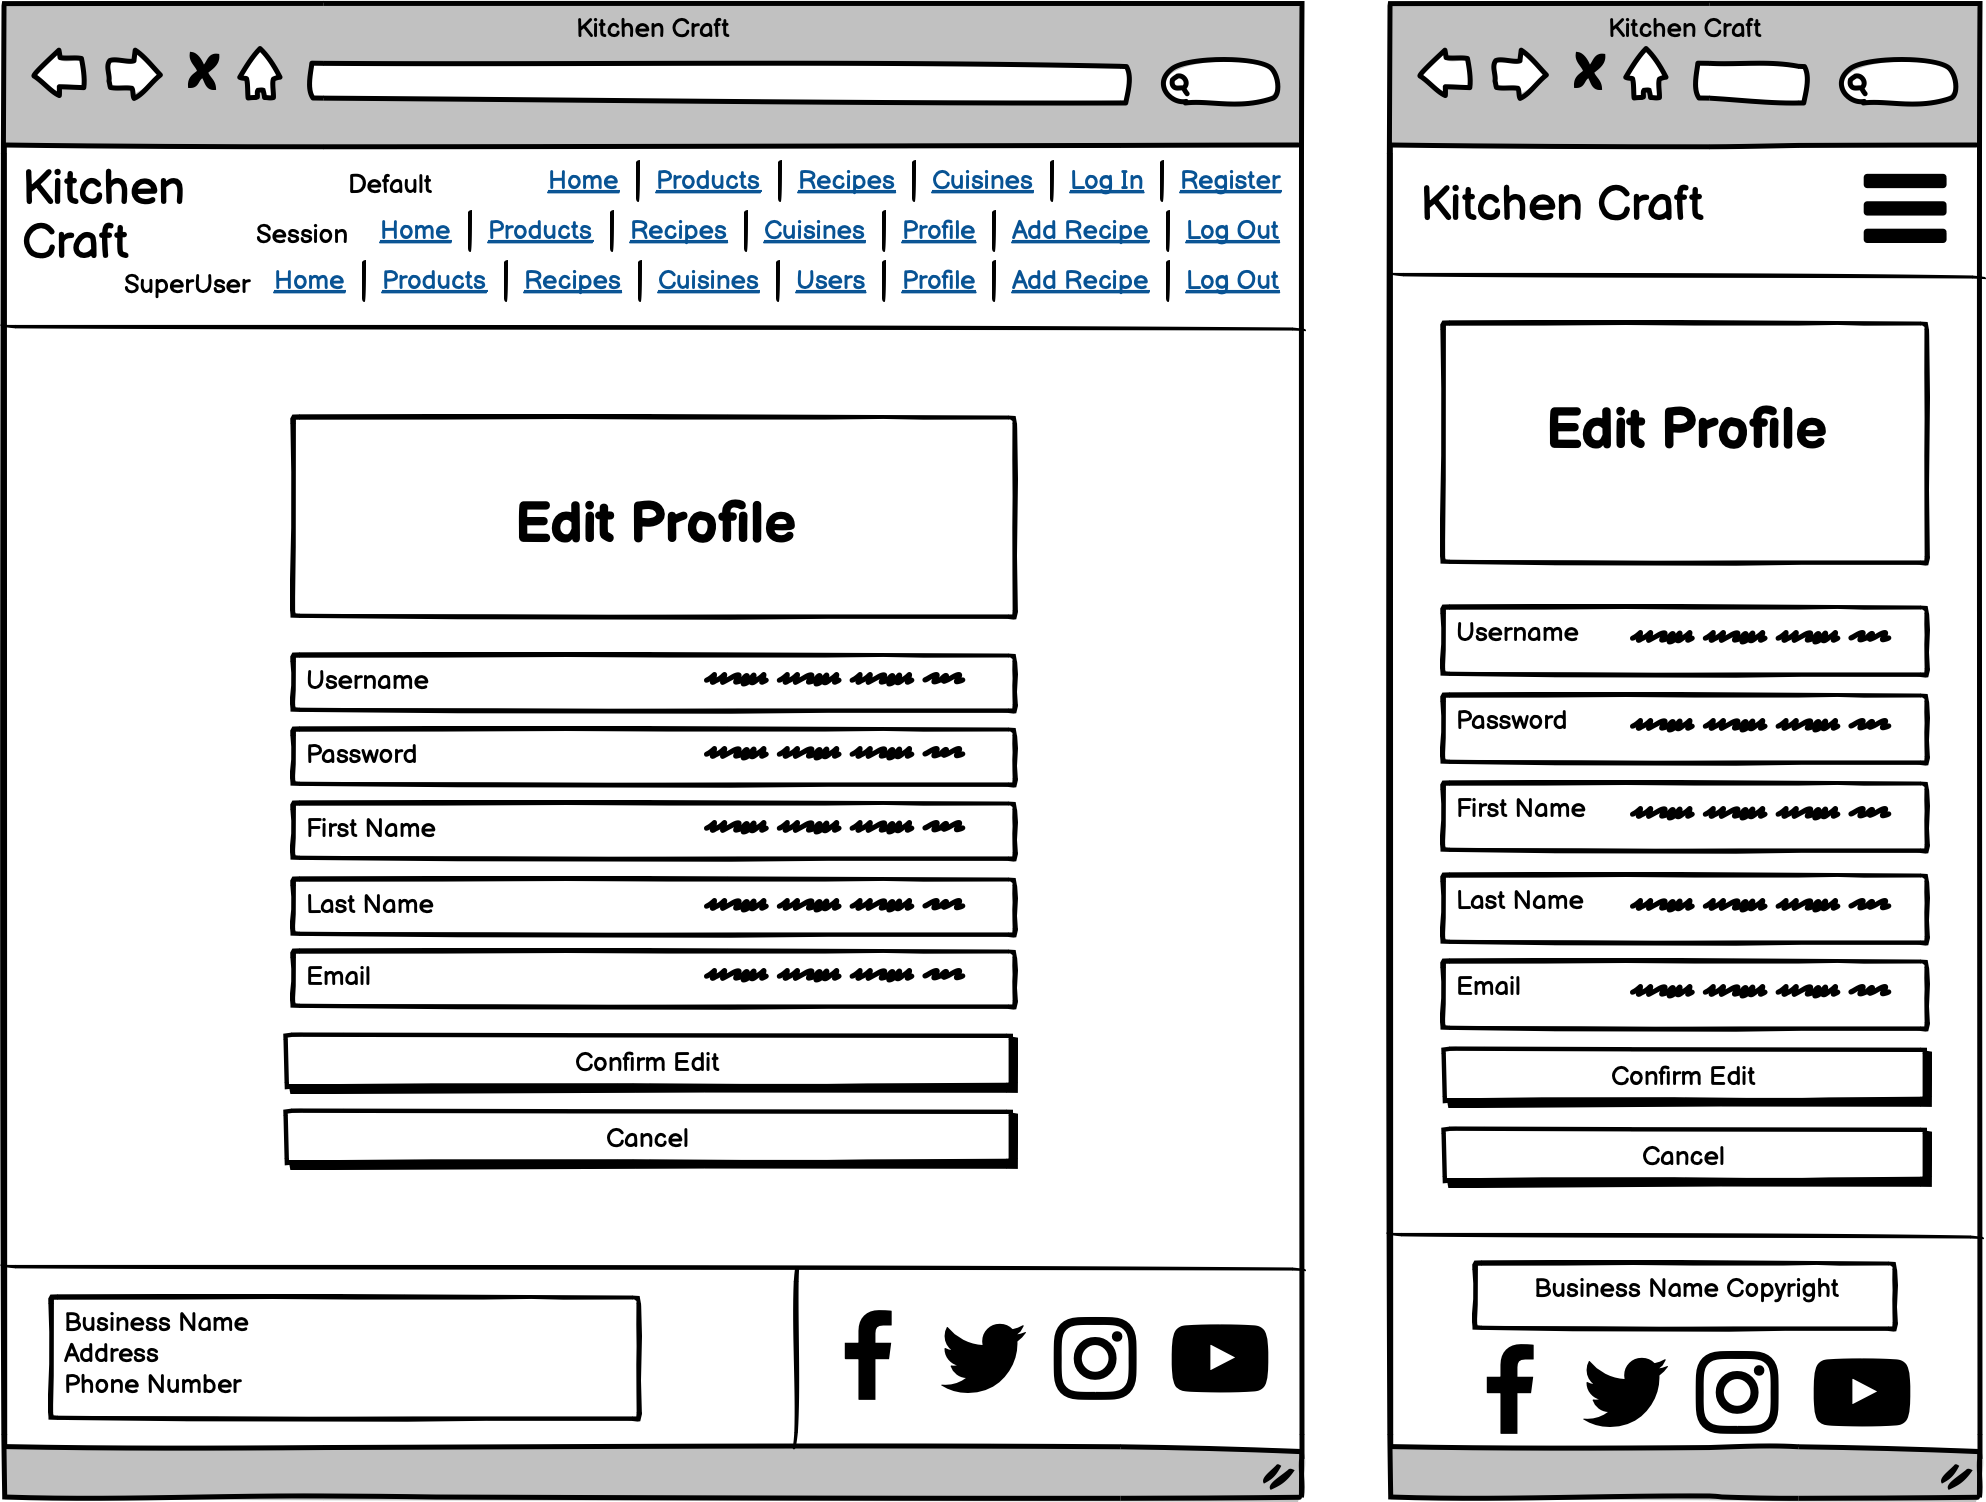 Kitchen Craft
Kitchen
Craft
Default Home Products Recipes Cuisines Log In Register
Session Home Products Recipes Cuisines Profile Add Recipe Log Out
SuperUser Home Products Recipes Cuisines Users Profile Add Recipe Log Out
Edit Profile
Username
Password
First Name
Last Name
Email
Confirm Edit
Cancel
Business Name
Address
Phone Number
Kitchen Craft
Kitchen Craft
Edit Profile
Username
Password
First Name
Last Name
Email
Confirm Edit
Cancel
Business Name Copyright